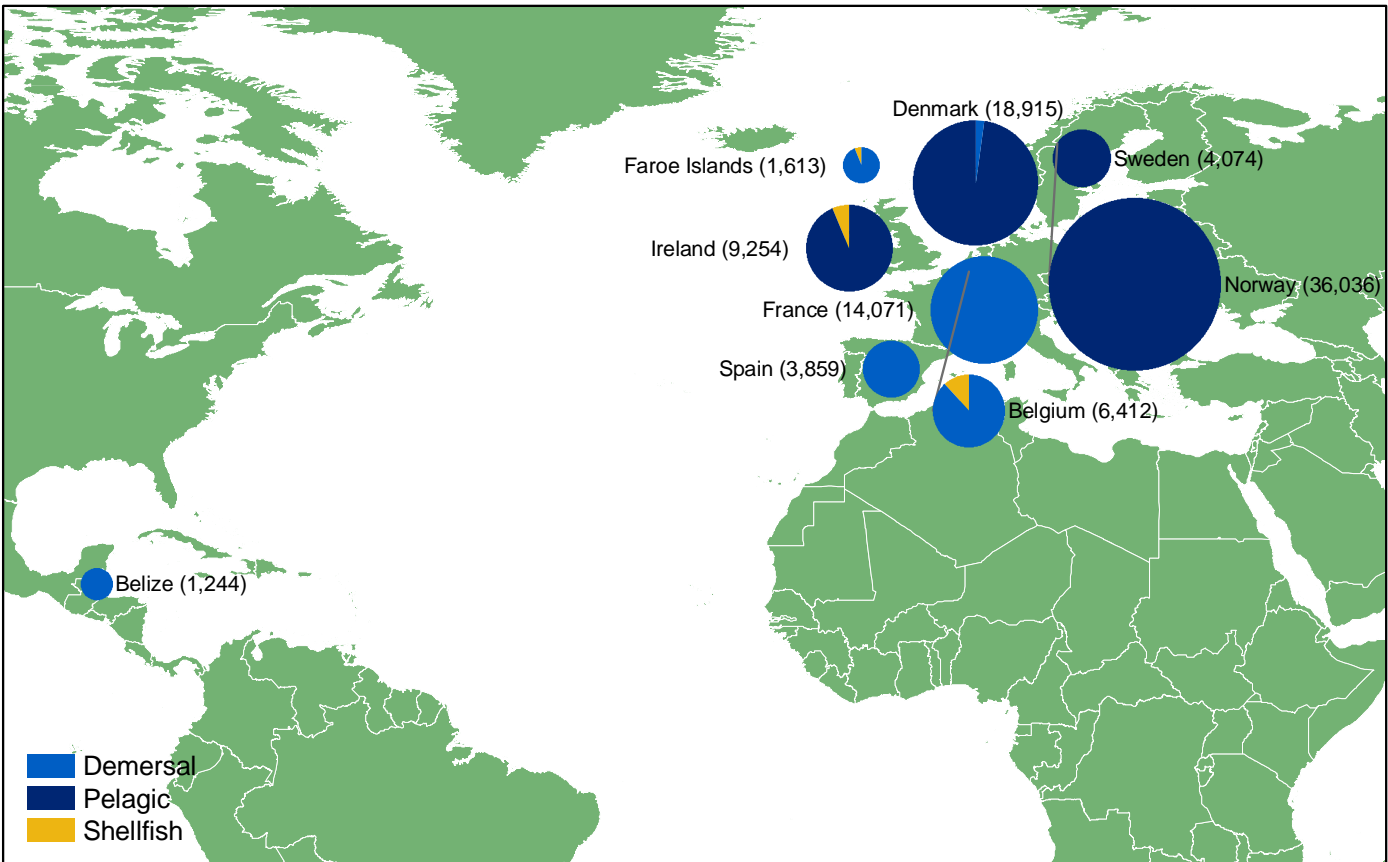 Denmark (18,915)
Faroe Islands (1,613)
Sweden (4,074)
Ireland (9,254)
Norway (36,036)
France (14,071)
Spain (3,859)
Belgium (6,412)
Belize (1,244)
Demersal
Pelagic
Shellfish